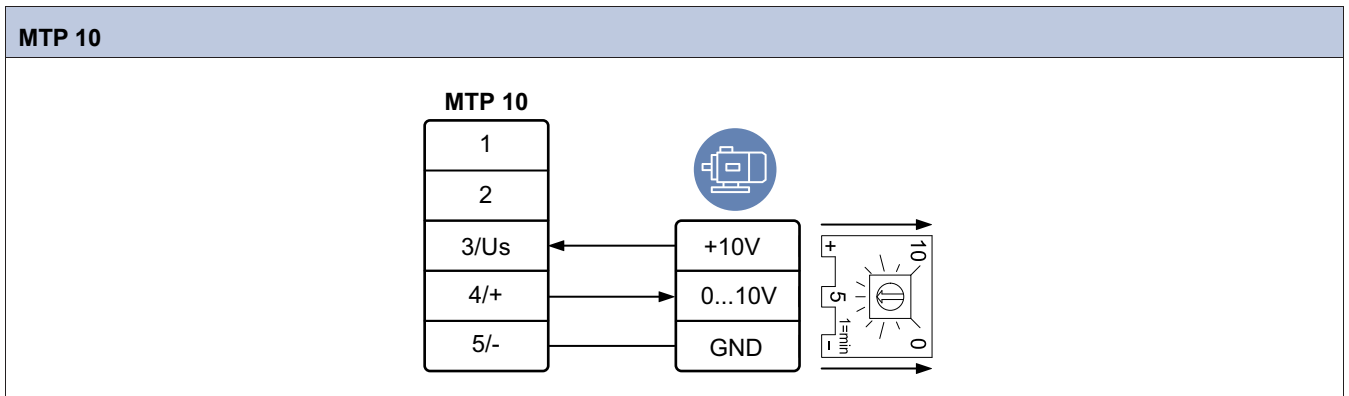 MTP 10
MTP 10
1
2
3/Us
4/+
5/-
+10V
0...10V
GND
+
10
5
1=min
-
0